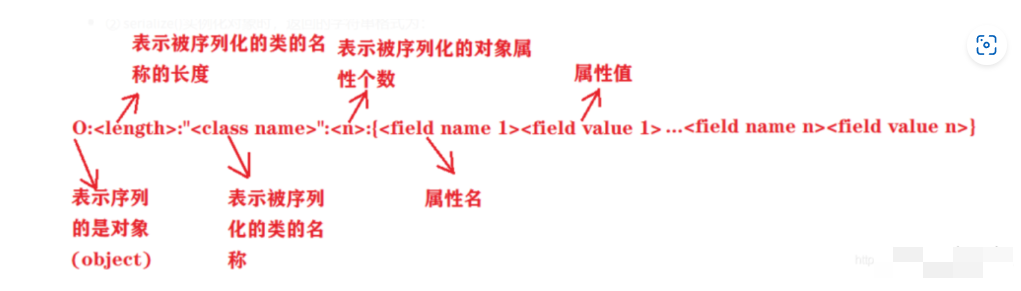 表示被序列化的类的名
称的长度
表示被序列化的对象属
性个数
属性值
O:<length>:"<class name>":<n>:{<field name 1><field value 1> ...<field name n><field value n>}
表示序列
的是对象
(object)
表示被序列
化的类的名
称
属性名
http